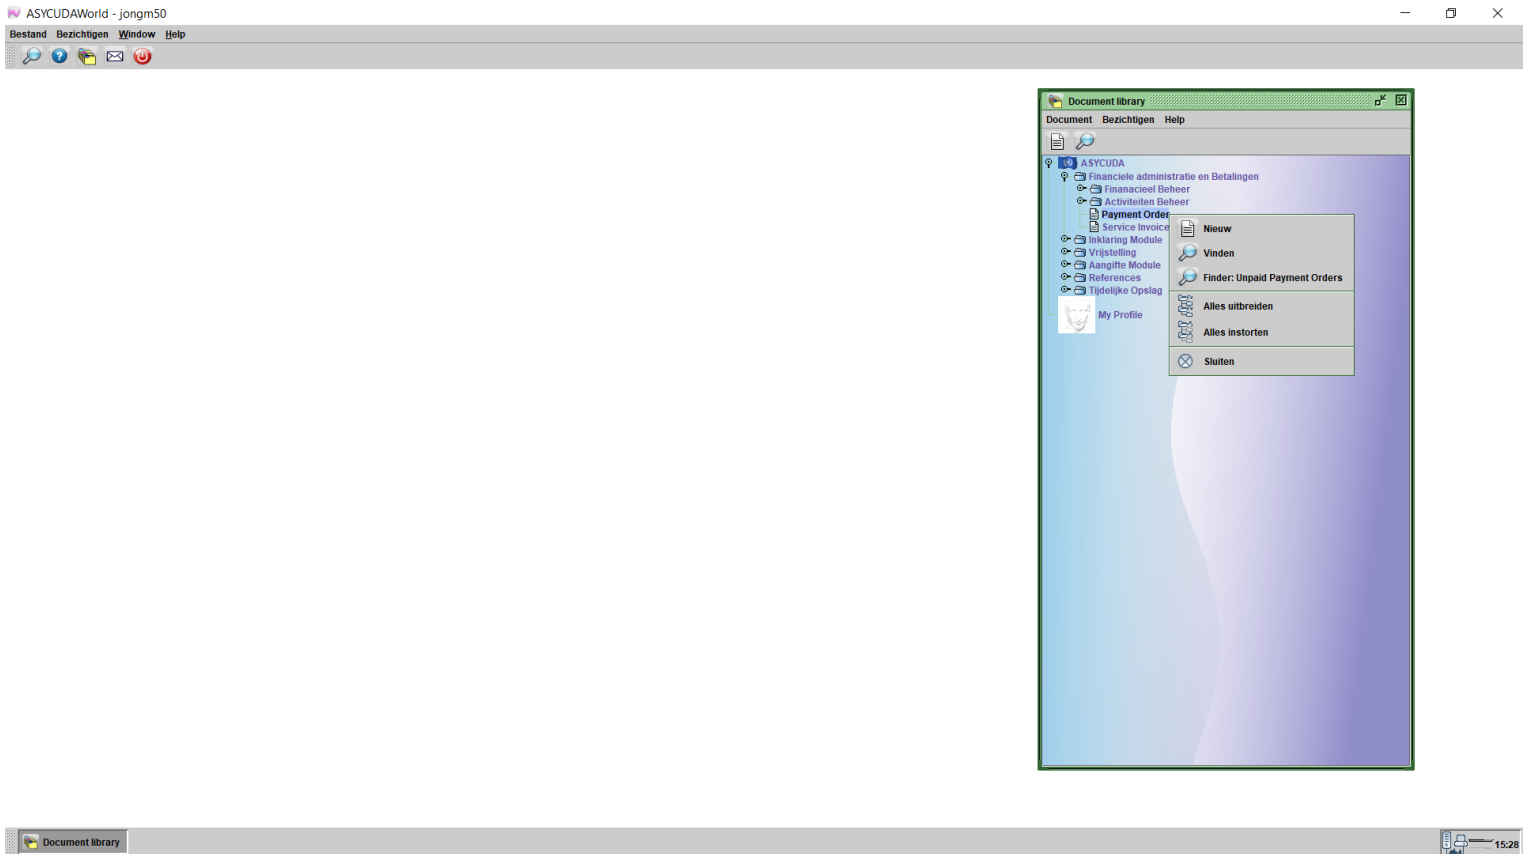 ASYCUDAWorld - jongm50
Bestand Bezichtigen Window Help
Document library
Document Bezichtigen Help
ASYCUDA
Financiele administratie en Betalingen
Finanacieel Beheer
Activiteiten Beheer
Payment Order
Service Invoice
Inklaring Module
Vrijstelling
Aangifte Module
References
Tijdelijke Opslag
My Profile
Nieuw
Vinden
Finder: Unpaid Payment Orders
Alles uitbreiden
Alles instorten
Sluiten
Document library
15:28